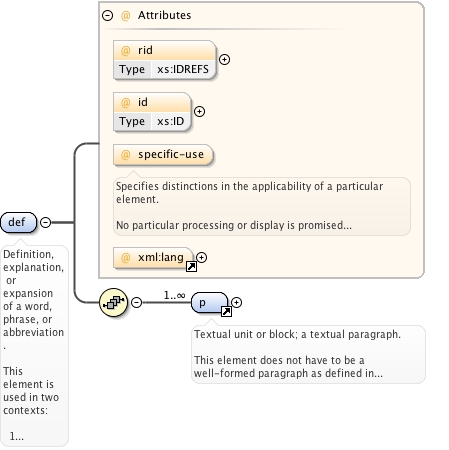 Attributes
rid
Type xs:IDREFS
id
Type xs:ID
specific-use
Specifies distinctions in the applicability of a particular
element.
No particular processing or display is promised...
xml:lang
def
Definition,
explanation,
or
expansion
of a word,
phrase, or
abbreviation
.
This
element is
used in two
contexts:
1...
1..∞
p
Textual unit or block; a textual paragraph.
This element does not have to be a
well-formed paragraph as defined in...